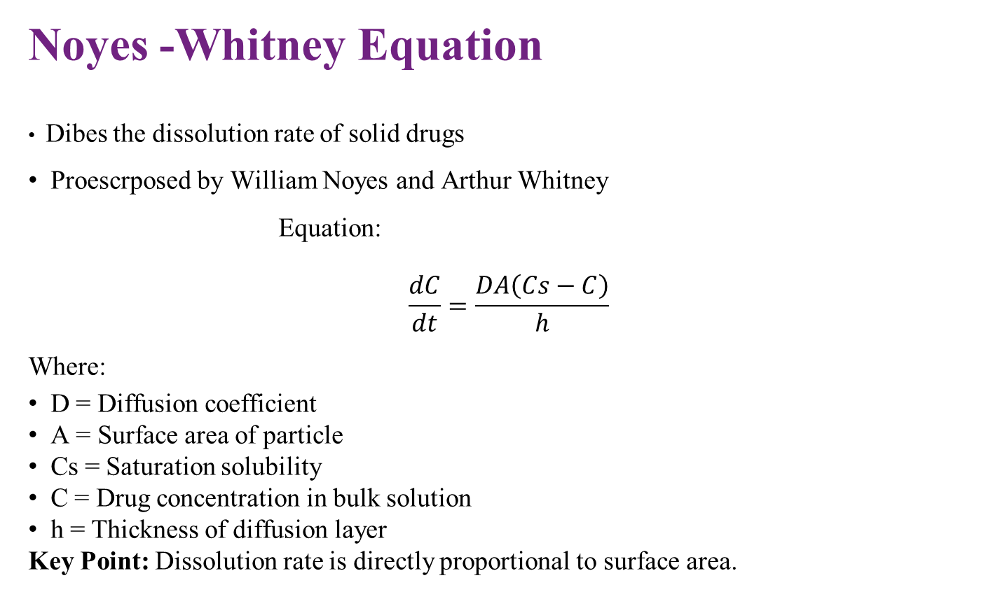 Noyes -Whitney Equation
• Dibes the dissolution rate of solid drugs
• Proescrposed by William Noyes and Arthur Whitney
Equation:
dC/dt = DA(Cs − C)/h
Where:
• D = Diffusion coefficient
• A = Surface area of particle
• Cs = Saturation solubility
• C = Drug concentration in bulk solution
• h = Thickness of diffusion layer
Key Point: Dissolution rate is directly proportional to surface area.